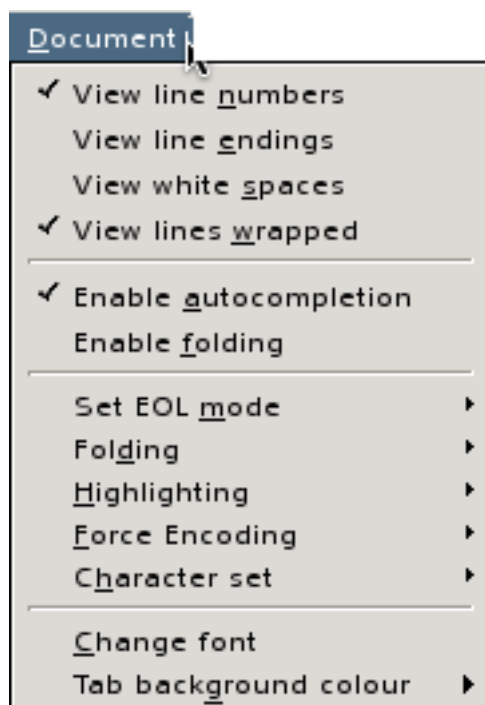 Document
View line numbers
View line endings
View white spaces
View lines wrapped
Enable autocompletion
Enable folding
Set EOL mode
Folding
Highlighting
Force Encoding
Character set
Change font
Tab background colour